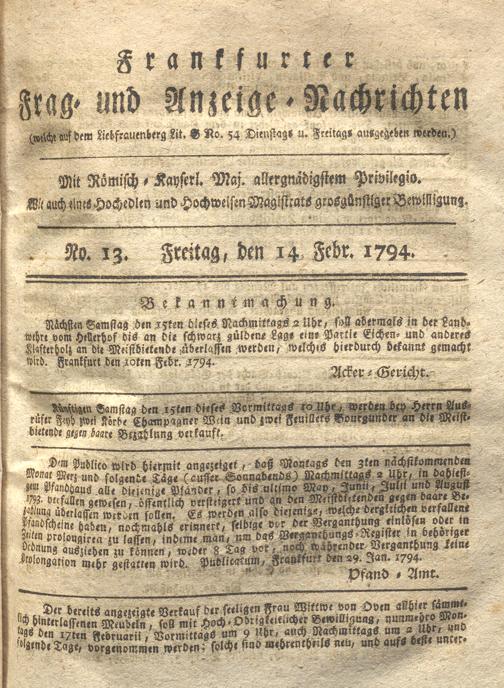 Frankfurter
Frag- und Anzeige-Nachrichten
(welche auf dem Liebfrauenberg Lit. G No. 54 Dienstags u. Freitags ausgegeben werden.)
Mit Römisch-Kayserl. Maj. allergnädigstem Privilegio.
Wie auch eines Hochedlen und Hochweisen Magistrats grosgünstiger Bewilligung.
No. 13. Freitag, den 14 Febr. 1794.
Bekanntmachung.
Nächsten Samstag den 15ten dieses Nachmittags 2 Uhr, soll abermals in der Land-
wehr vom Hellerhof bis an die schwarz güldene Lage eine Partie Eichen- und anderes
Klafterholz an die Meistbietende überlassen werden, welches hierdurch bekannt gemacht
wird. Frankfurt den 10ten Febr. 1794.
Acker-Gericht.
Künftigen Samstag den 15ten dieses Vormittags 10 Uhr, werden bey Herrn Aus-
rüfer Feyh zwei Körbe Champagner Wein und zwei Feuillets Bourgunder an die Meist-
bietende gegen baare Bezahlung verkauft.
Dem Publico wird hiermit angezeiget, daß Montags den 3ten nächstkommenden
Monat Merz und folgende Täge (ausser Sonnabends) Nachmittags 2 Uhr, in dahiesi-
gem Pfandhaus alle diejenige Pfänder, so bis ultimo May, Junii, Julii und August
1793. verfallen gewesen, öffentlich versteigert und an den Meistbietenden gegen baare Be-
zahlung überlassen werden sollen. Es werden also diejenige, welche dergleichen verfallene
Pfandscheine haben, nochmahls erinnert, selbige vor der Verganthung einlösen oder in
Zeiten prolongiren zu lassen, indeme man, um das Verganthungs-Register in behöriger
Ordnung ausziehen zu können, weder 8 Tag vor, noch während er Verganthung keine
Prolongation mehr gestatten wird. Publicatum, Frankfurt den 29. Jan. 1794.
Pfand-Amt.
Der bereits angezeigte Verkauf der seeligen Frau Wittwe von Oven allhier sämmt-
lich hinterlassenen Meubeln, soll mit Hoch-Obrigkeitlicher Bewilligung, nunmehro Mon-
tags den 17ten Februarii, Vormittags um 9 Uhr, auch Nachmittags um 2 Uhr, und
folgende Tage, vorgenommen werden; solche sind mehrentheils neu, und aufs beste unter-